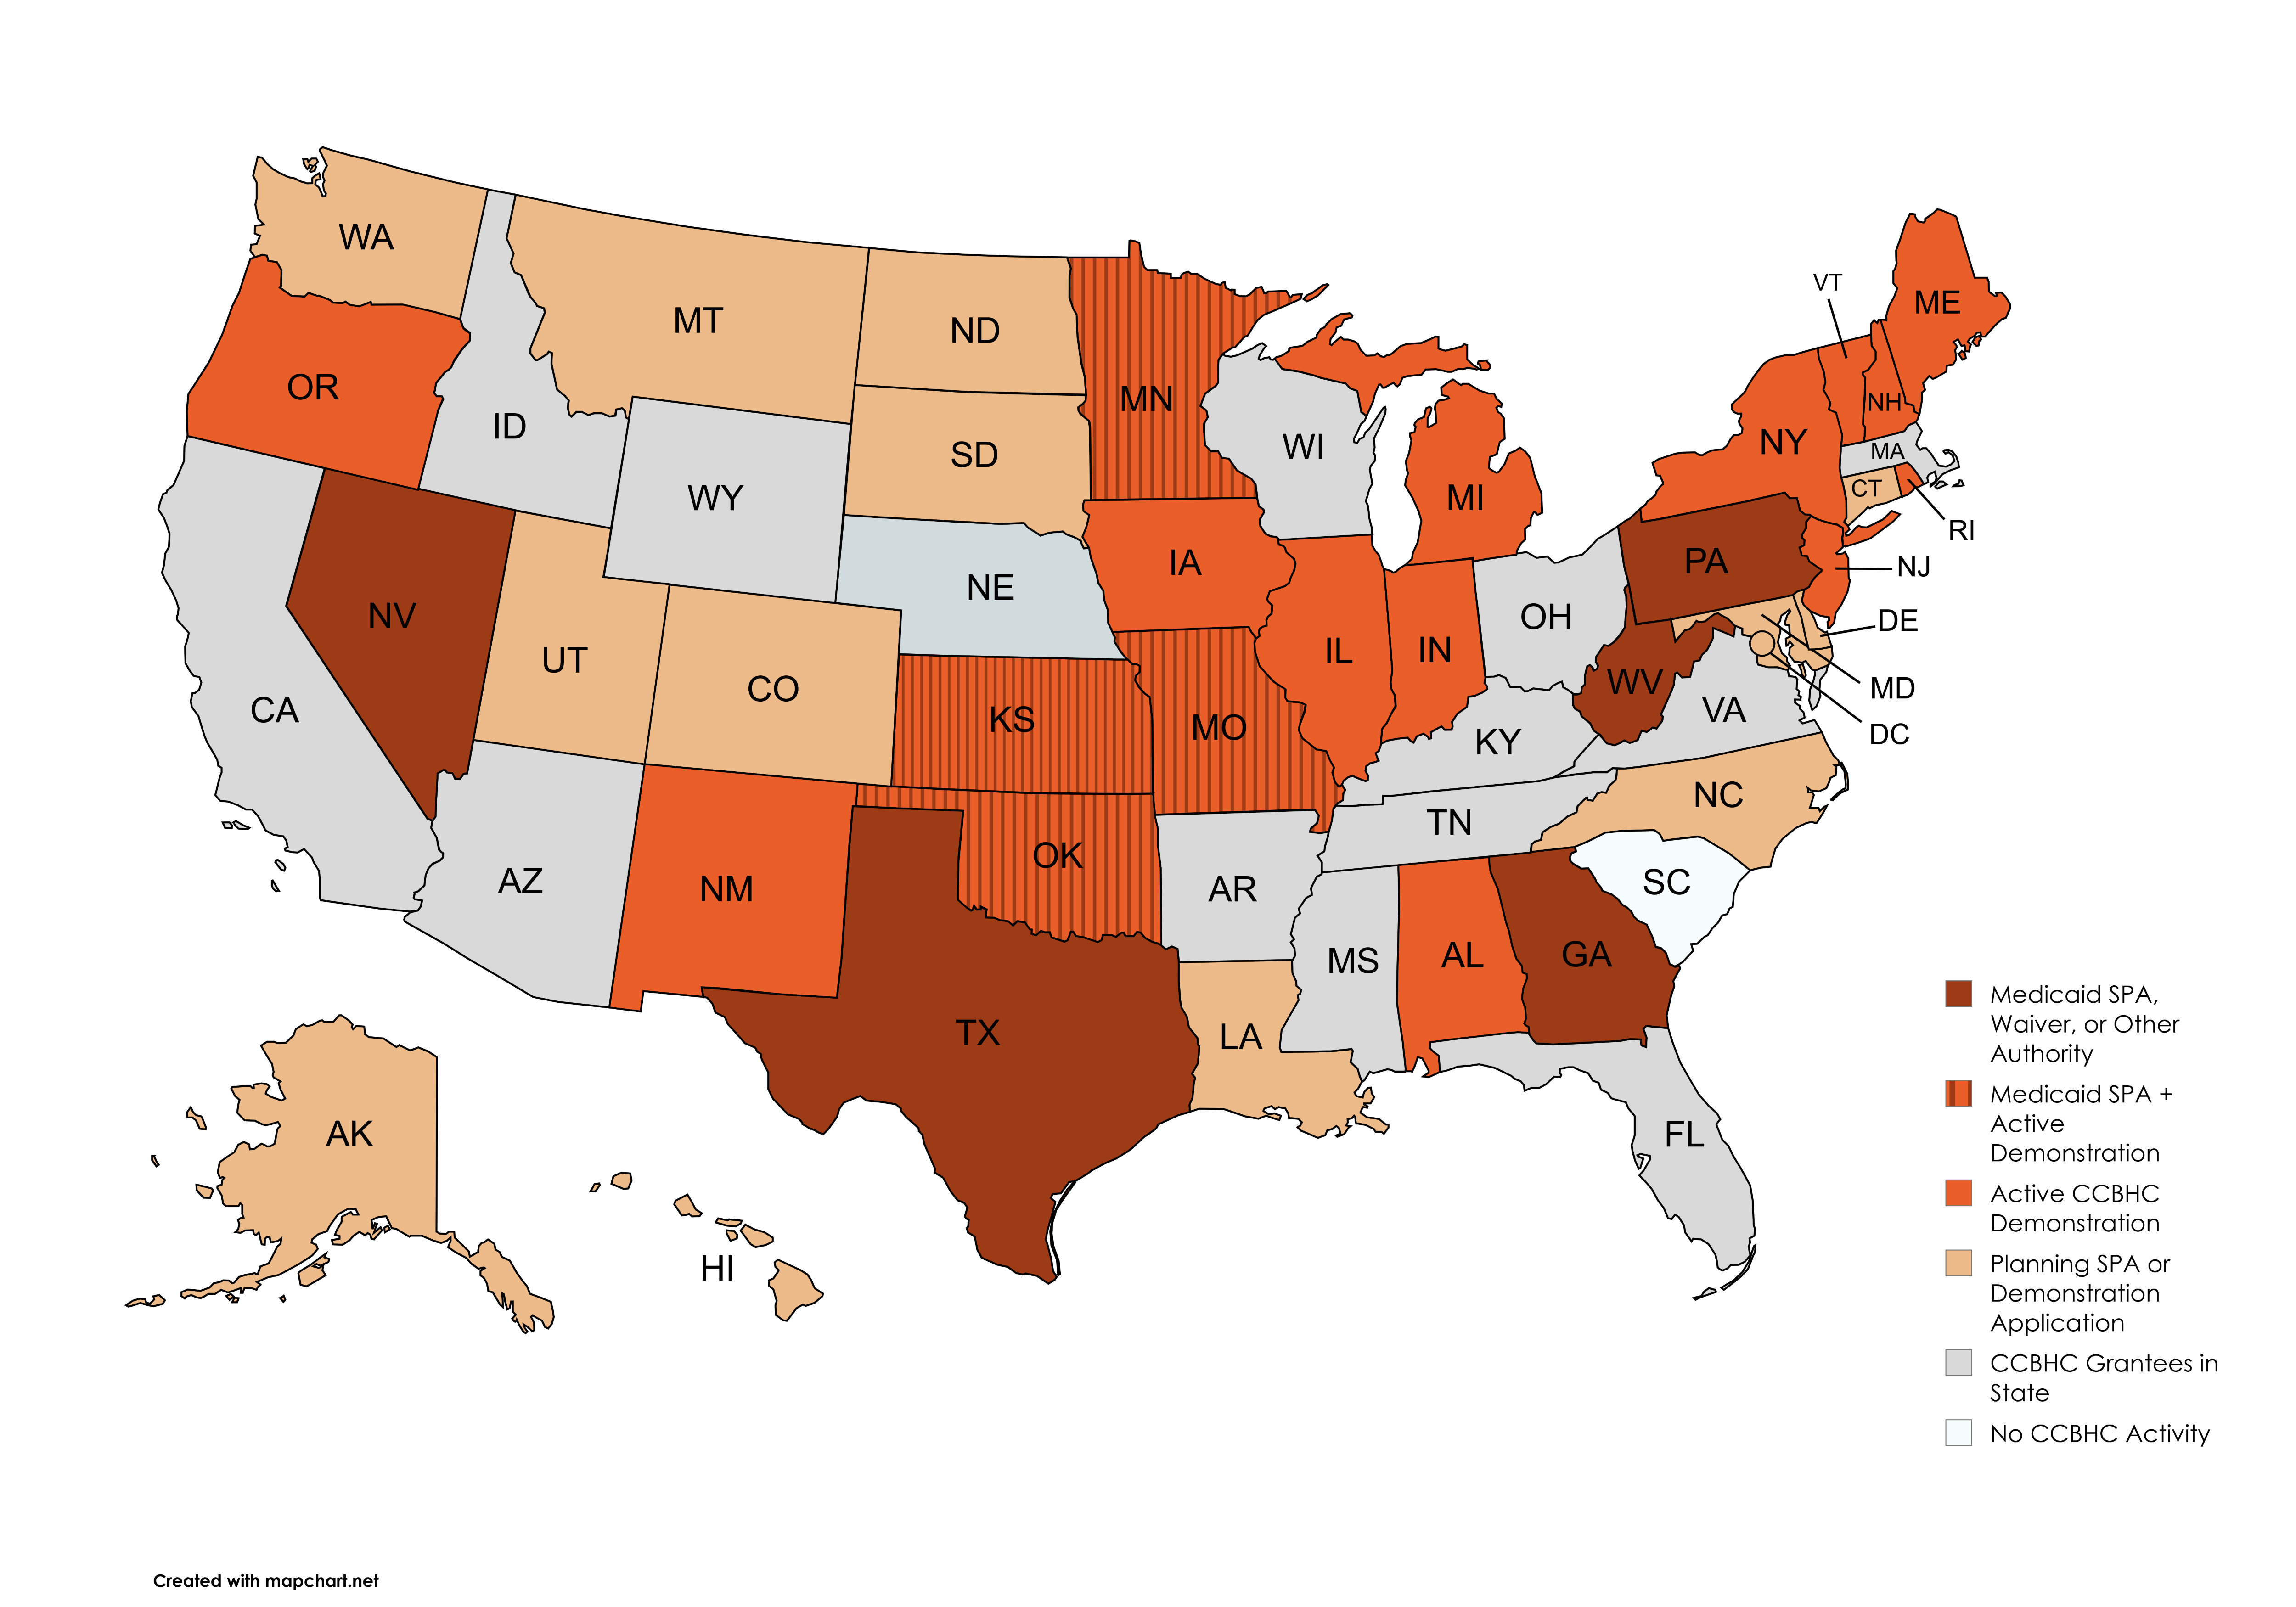 WA
MT
ND
MN
VT
ME
OR
ID
SD
WI
NH
NY
MA
WY
MI
CT
RI
IA
PA
NJ
NE
OH
DE
NV
UT
IL
IN
WV
MD
CO
KS
MO
VA
DC
CA
KY
NC
TN
OK
AZ
NM
AR
SC
MS
AL
GA
TX
LA
AK
FL
HI
Medicaid SPA,
Waiver, or Other
Authority
Medicaid SPA +
Active
Demonstration
Active CCBHC
Demonstration
Planning SPA or
Demonstration
Application
CCBHC Grantees in
State
No CCBHC Activity
Created with mapchart.net